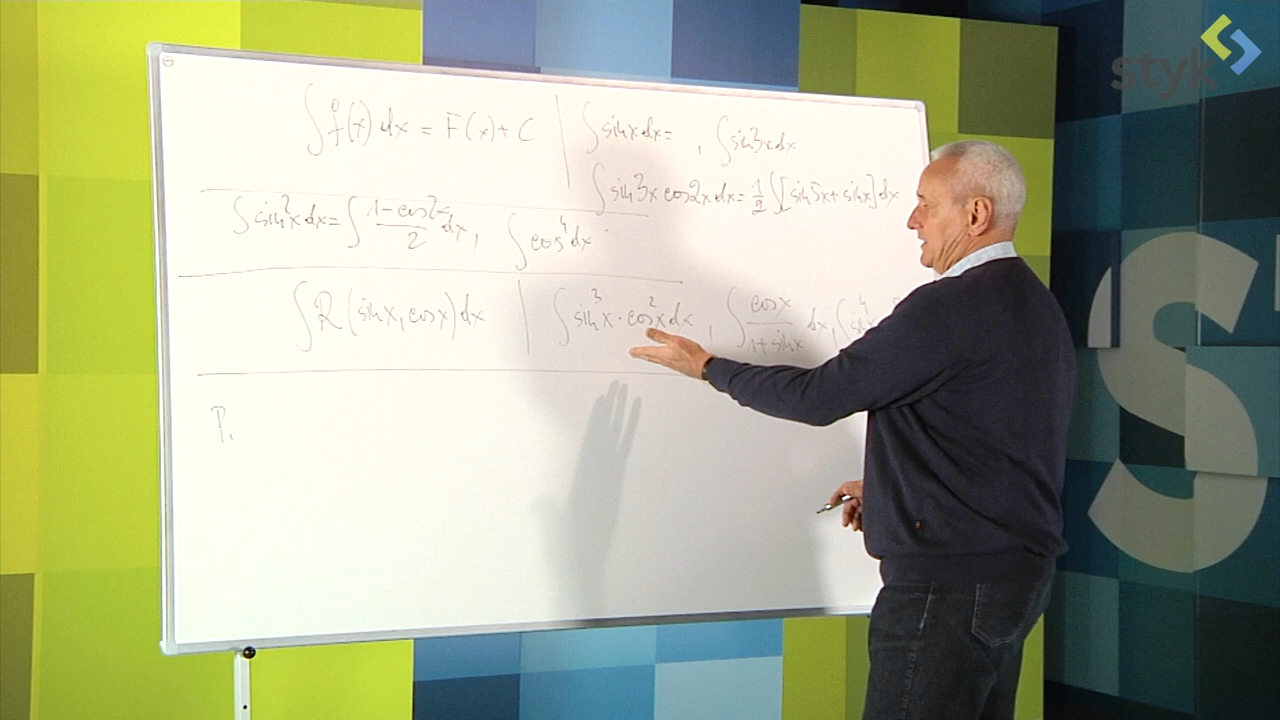 styk
∫ f(x) dx = F(x) + C | ∫ sin x dx = , ∫ sin 3x dx
∫ sin 3x cos 2x dx = 1/2 ∫ [sin 5x + sin x] dx
∫ sin² x dx = ∫ (1 - cos 2x)/2 dx, ∫ cos⁴ dx
∫ R (sin x, cos x) dx | ∫ sin³ x · cos² x dx, ∫ cos x/(1 + sin x) dx, ∫ sin⁴ x
P.
S